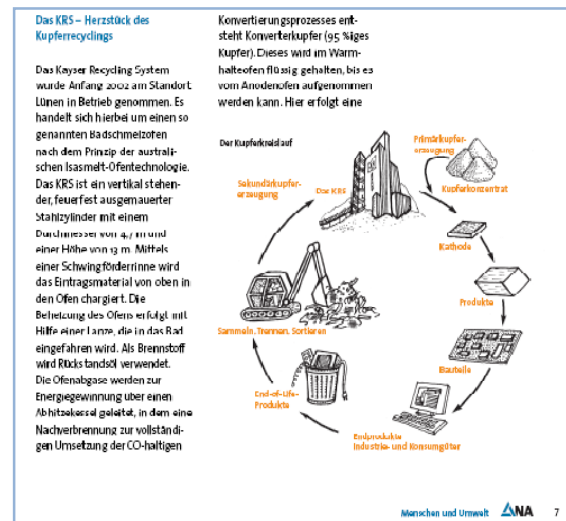 Das KRS – Herzstück des
Kupferrecyclings
Das Kayser Recycling System
wurde Anfang 2002 am Standort
Lünen in Betrieb genommen. Es
handelt sich hierbei um einen so
genannten Badschmelzofen
nach dem Prinzip der australi-
schen Isasmelt-Ofentechnologie.
Das KRS ist ein vertikal stehen-
der, feuerfest ausgemauerter
Stahlzylinder mit einem
Durchmesser von 4,7 m und
einer Höhe von 13 m. Mittels
einer Schwingförderrinne wird
das Eintragsmaterial von oben in
den Ofen chargiert. Die
Beheizung des Ofens erfolgt mit
Hilfe einer Lanze, die in das Bad
eingefahren wird. Als Brennstoff
wird Rückstandsöl verwendet.
Die Ofenabgase werden zur
Energiegewinnung über einen
Abhitzekessel geleitet, in dem eine
Nachverbrennung zur vollständi-
gen Umsetzung der CO-haltigen
Konvertierungsprozesses ent-
steht Konverterkupfer (95 %iges
Kupfer). Dieses wird im Warm-
halteofen flüssig gehalten, bis es
vom Anodenofen aufgenommen
werden kann. Hier erfolgt eine
Der Kupferkreislauf
Primärkupfer-
erzeugung
Kupferkonzentrat
Sekundärkupfer-
erzeugung
Das KRS
Kathode
Produkte
Bauteile
Endprodukte
Industrie- und Konsumgüter
End-of-Life-
Produkte
Sammeln, Trennen, Sortieren
Menschen und Umwelt NA 7